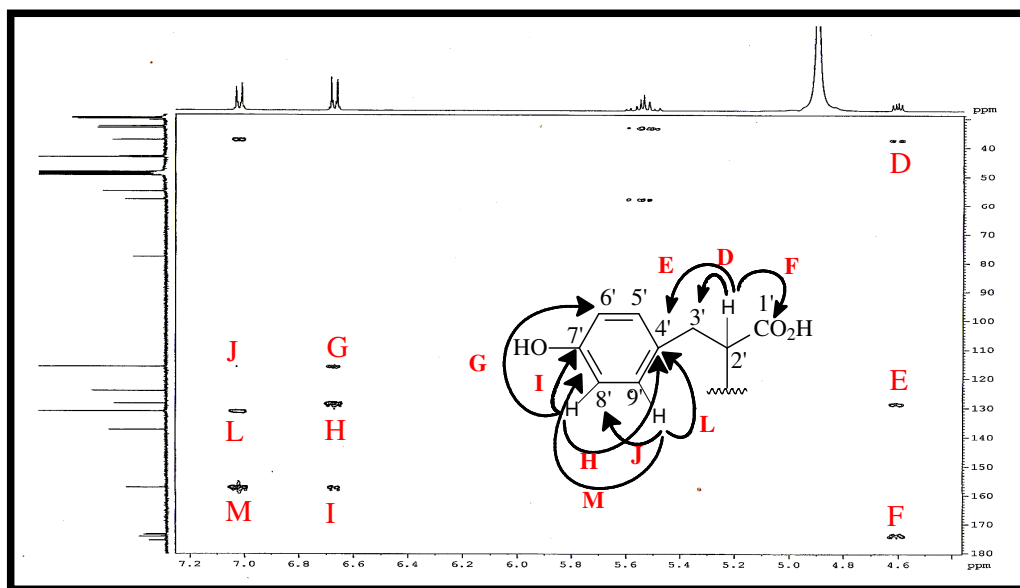 ppm
ppm
40
50
60
70
80
90
100
110
120
130
140
150
160
170
180
D
E
D
F
H
1'
6'
5'
3'
CO₂H
4'
7'
2'
HO
G
I
8'
9'
H
H
L
H
J
M
J
G
E
L
H
M
I
F
7.2
7.0
6.8
6.6
6.4
6.2
6.0
5.8
5.6
5.4
5.2
5.0
4.8
4.6
ppm